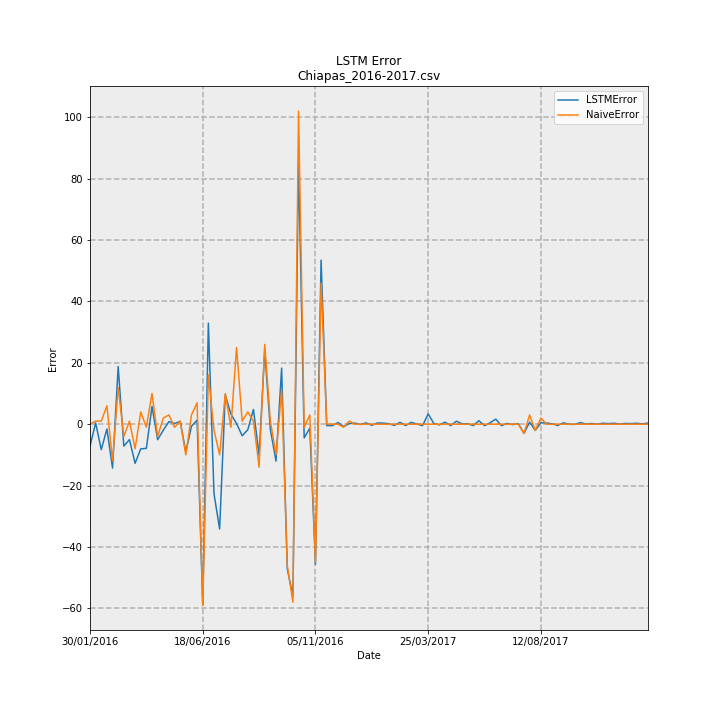 LSTM Error
Chiapas_2016-2017.csv
LSTMError
NaiveError
100
80
60
40
20
0
−20
−40
−60
Error
30/01/2016
18/06/2016
05/11/2016
25/03/2017
12/08/2017
Date